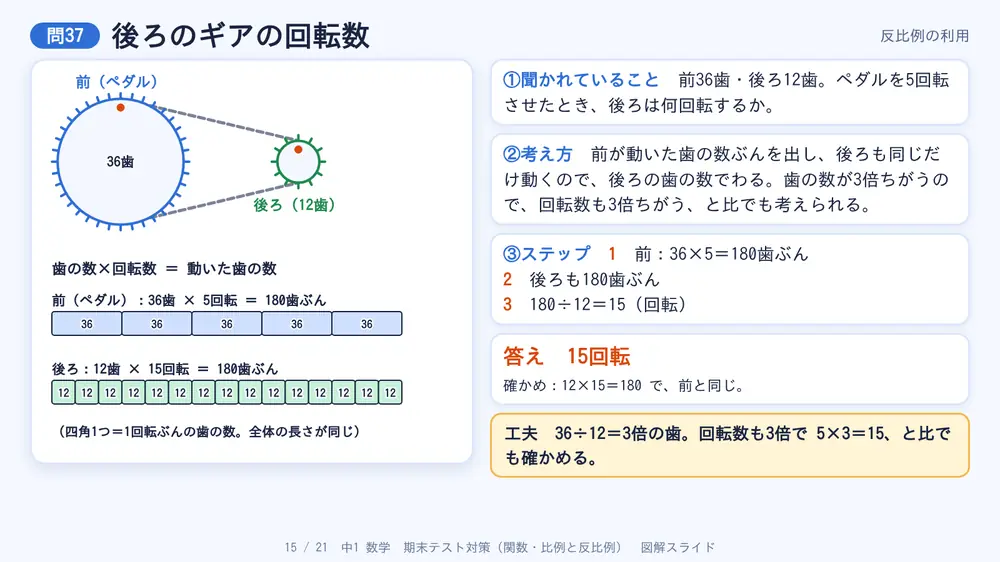 問37 後ろのギアの回転数
反比例の利用
前（ペダル）
36歯
後ろ（12歯）
歯の数×回転数 ＝ 動いた歯の数
前（ペダル）：36歯 × 5回転 ＝ 180歯ぶん
36 36 36 36 36
後ろ：12歯 × 15回転 ＝ 180歯ぶん
12 12 12 12 12 12 12 12 12 12 12 12 12 12 12
（四角1つ＝1回転ぶんの歯の数。全体の長さが同じ）
①聞かれていること　前36歯・後ろ12歯。ペダルを5回転
させたとき、後ろは何回転するか。
②考え方　前が動いた歯の数ぶんを出し、後ろも同じだ
け動くので、後ろの歯の数でわる。歯の数が3倍ちがうの
で、回転数も3倍ちがう、と比でも考えられる。
③ステップ　1　前：36×5＝180歯ぶん
2　後ろも180歯ぶん
3　180÷12＝15（回転）
答え　15回転
確かめ：12×15＝180 で、前と同じ。
工夫　36÷12＝3倍の歯。回転数も3倍で 5×3＝15、と比で
も確かめる。
15 / 21　中1 数学　期末テスト対策（関数・比例と反比例）　図解スライド